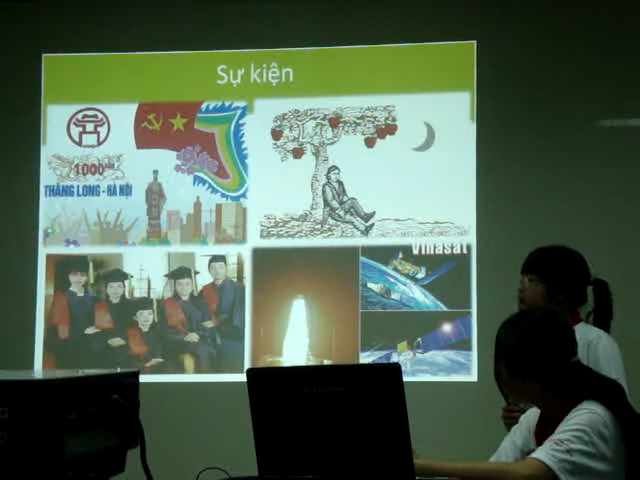 Sự kiện
1000
THĂNG LONG - HÀ NỘI
Vinasat